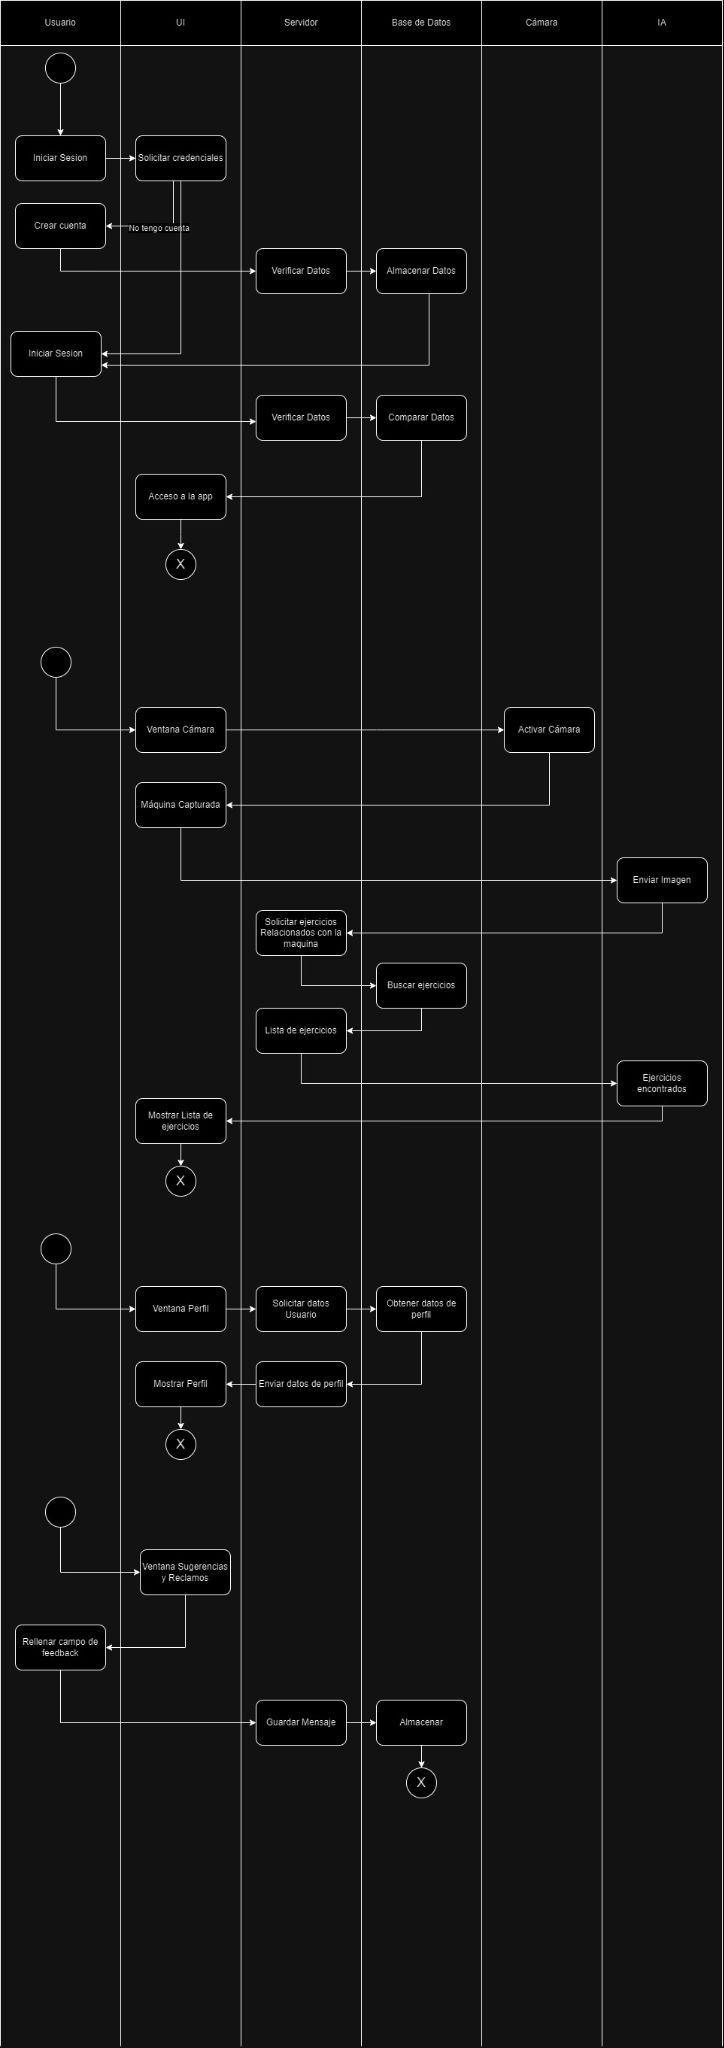 Usuario
UI
Servidor
Base de Datos
Cámara
IA
Iniciar Sesion
Solicitar credenciales
Crear cuenta
No tengo cuenta
Verificar Datos
Almacenar Datos
Iniciar Sesion
Verificar Datos
Comparar Datos
Acceso a la app
X
Ventana Cámara
Activar Cámara
Máquina Capturada
Enviar Imagen
Solicitar ejercicios
Relacionados con la
maquina
Buscar ejercicios
Lista de ejercicios
Ejercicios
encontrados
Mostrar Lista de
ejercicios
X
Ventana Perfil
Solicitar datos
Usuario
Obtener datos de
perfil
Mostrar Perfil
Enviar datos de perfil
X
Ventana Sugerencias
y Reclamos
Rellenar campo de
feedback
Guardar Mensaje
Almacenar
X